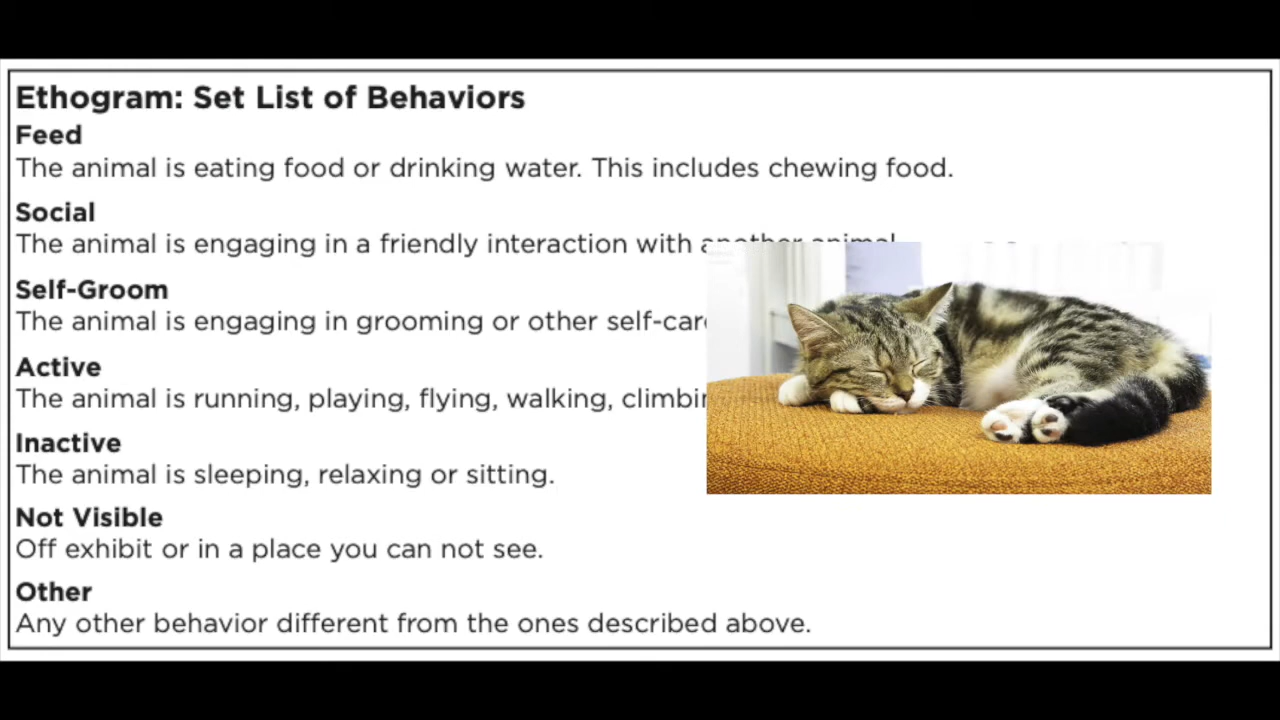 Ethogram: Set List of Behaviors
Feed
The animal is eating food or drinking water. This includes chewing food.
Social
The animal is engaging in a friendly interaction with another animal
Self-Groom
The animal is engaging in grooming or other
Active
The animal is running, playing, flying, walking,
Inactive
The animal is sleeping, relaxing or sitting.
Not Visible
Off exhibit or in a place you can not see.
Other
Any other behavior different from the ones described above.